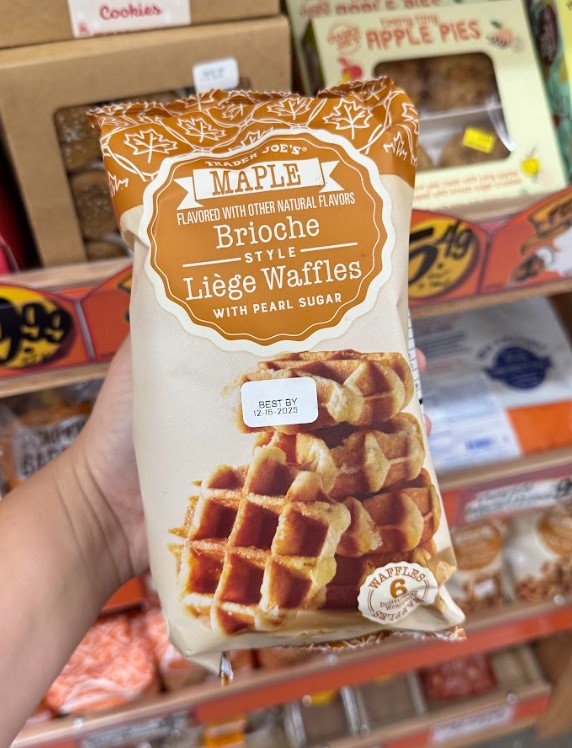 Cookies
APPLE PIES
TRADER JOE'S®
MAPLE
FLAVORED WITH OTHER NATURAL FLAVORS
Brioche
STYLE
Liège Waffles
WITH PEARL SUGAR
5.49
9.99
BEST BY
12-16-2023
WAFFLES
6
WAFFLES